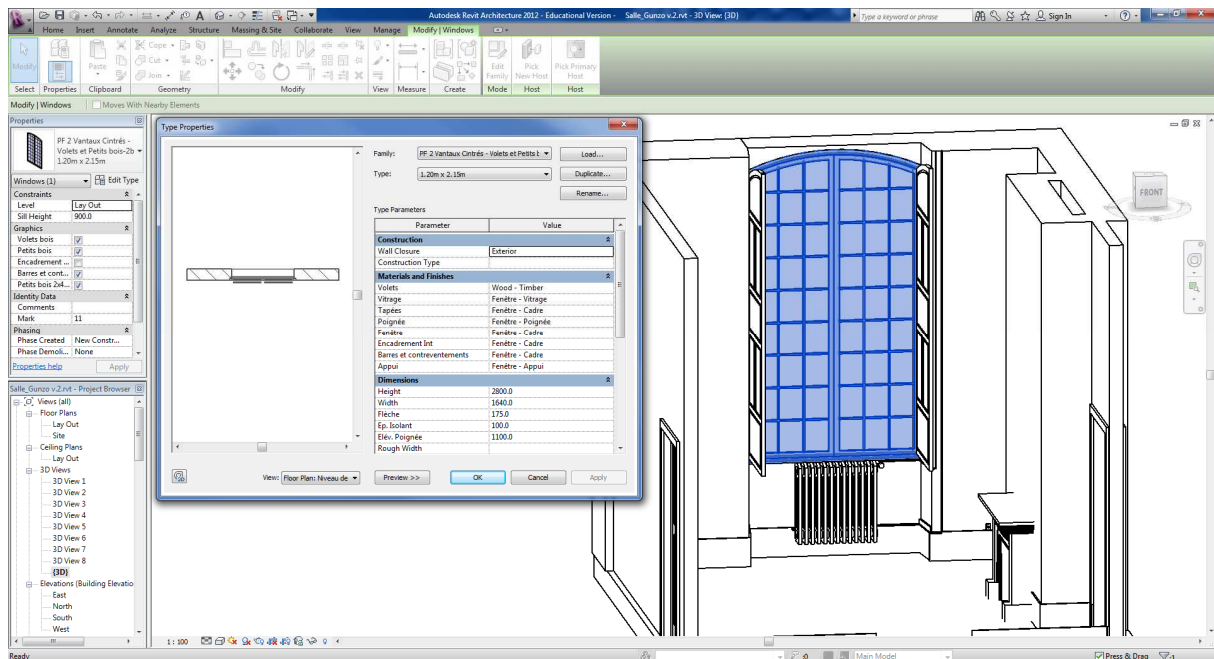 Autodesk Revit Architecture 2012 - Educational Version - Salle_Gunzo v.2.rvt - 3D View: {3D}
Type a keyword or phrase
Sign In
Home Insert Annotate Analyze Structure Massing & Site Collaborate View Manage Modify | Windows
Modify
Paste
Cope
Cut
Join
Edit Family
Pick New Host
Pick Primary Host
Select Properties Clipboard Geometry Modify View Measure Create Mode Host Host
Modify | Windows
Moves With Nearby Elements
Properties
PF 2 Vantaux Cintrés -
Volets et Petits bois-2b
1.20m x 2.15m
Windows (1)
Edit Type
Constraints
Level Lay Out
Sill Height 900.0
Graphics
Volets bois
Petits bois
Encadrement ...
Barres et cont...
Petits bois 2x4...
Identity Data
Comments
Mark 11
Phasing
Phase Created New Constr...
Phase Demoli... None
Properties help
Apply
Salle_Gunzo v.2.rvt - Project Browser
Views (all)
Floor Plans
Lay Out
Site
Ceiling Plans
Lay Out
3D Views
3D View 1
3D View 2
3D View 3
3D View 4
3D View 5
3D View 6
3D View 7
3D View 8
{3D}
Elevations (Building Elevatio
East
North
South
West
Type Properties
Family: PF 2 Vantaux Cintrés - Volets et Petits b
Load...
Type: 1.20m x 2.15m
Duplicate...
Rename...
Type Parameters
Parameter Value
Construction
Wall Closure Exterior
Construction Type
Materials and Finishes
Volets Wood - Timber
Vitrage Fenêtre - Vitrage
Tapées Fenêtre - Cadre
Poignée Fenêtre - Poignée
Fenêtre Fenêtre - Cadre
Encadrement Int Fenêtre - Cadre
Barres et contreventements Fenêtre - Cadre
Appui Fenêtre - Appui
Dimensions
Height 2800.0
Width 1640.0
Flèche 175.0
Ep. Isolant 100.0
Elév. Poignée 1100.0
Rough Width
View: Floor Plan: Niveau de
Preview >>
OK
Cancel
Apply
FRONT
1 : 100
Ready
:0
Main Model
Press & Drag
:1